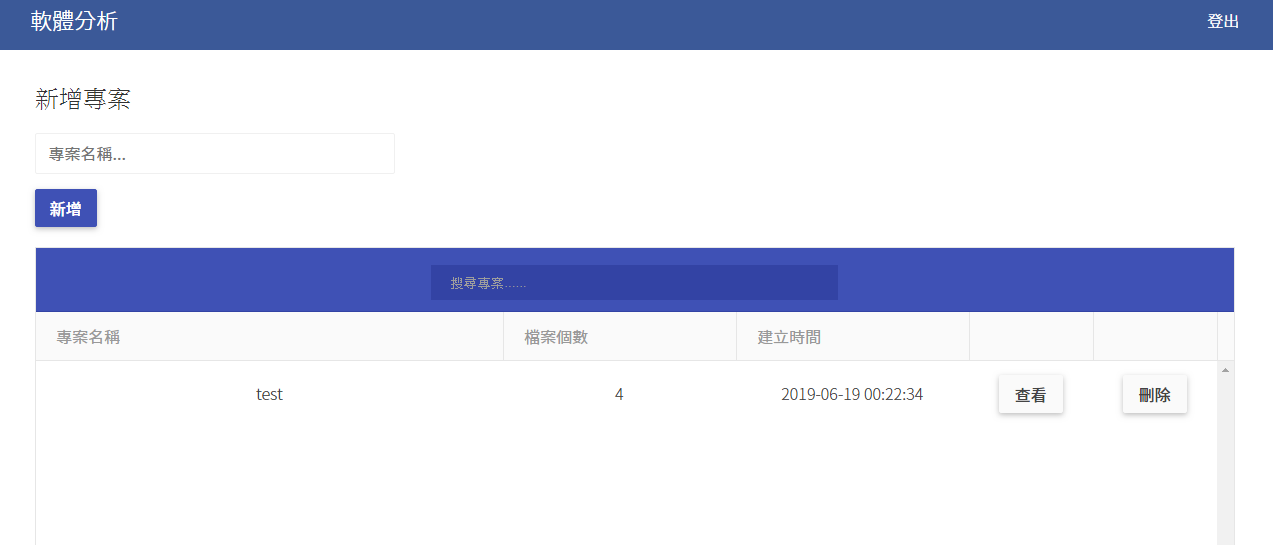 軟體分析
登出
新增專案
專案名稱...
新增
搜尋專案......
專案名稱 檔案個數 建立時間
test 4 2019-06-19 00:22:34 查看 刪除